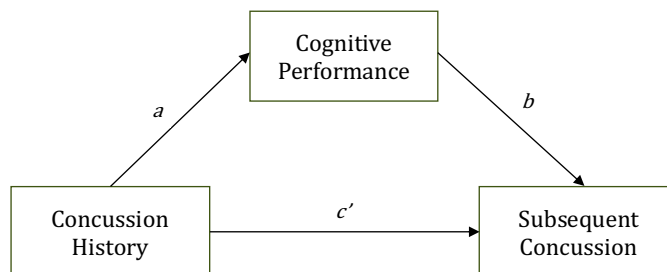 Cognitive
Performance
a
b
Concussion
History
c’
Subsequent
Concussion